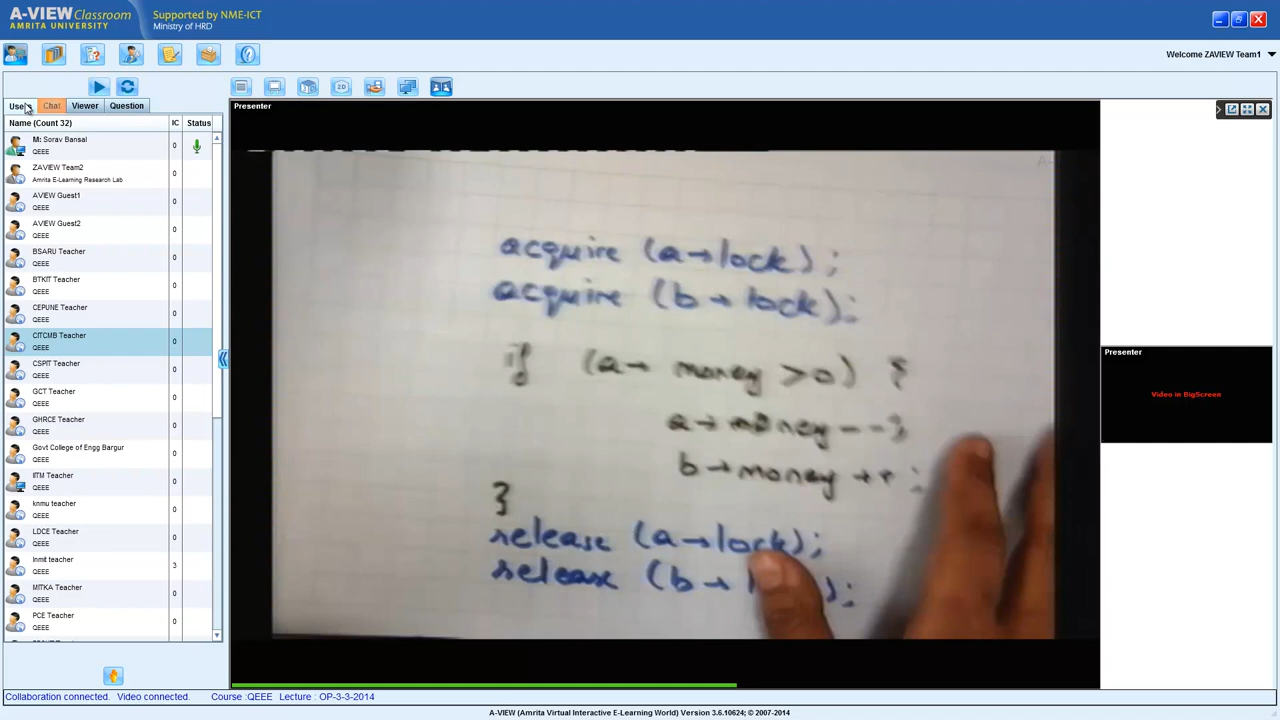 A-VIEW Classroom
AMRITA UNIVERSITY
Supported by NME-ICT
Ministry of HRD
Welcome ZAVIEW Team1
Chat
Viewer
Question
Name (Count 32)
IC
Status
M: Sorav Bansal
QEEE
0
ZAVIEW Team2
Amrita E-Learning Research Lab
0
AVIEW Guest1
QEEE
0
AVIEW Guest2
QEEE
0
BSARU Teacher
QEEE
0
BTKIT Teacher
QEEE
0
CEPUNE Teacher
QEEE
0
CITCMB Teacher
QEEE
0
CSPIT Teacher
QEEE
0
GCT Teacher
QEEE
0
GHRCE Teacher
QEEE
0
Govt College of Engg Bargur
QEEE
0
IITM Teacher
QEEE
0
knmu Teacher
QEEE
0
LDCE Teacher
QEEE
0
lnmit teacher
QEEE
3
MITKA Teacher
QEEE
0
PCE Teacher
QEEE
0
Presenter
acquire (a→lock);
acquire (b→lock);
if (a→ money >0) {
a→money--;
b→money ++
}
release (a→lock);
release (b→
);
Presenter
Video in BigScreen
Collaboration connected. Video connected. Course :QEEE Lecture : OP-3-3-2014
A-VIEW (Amrita Virtual Interactive E-Learning World) Version 3.6.10624; © 2007-2014